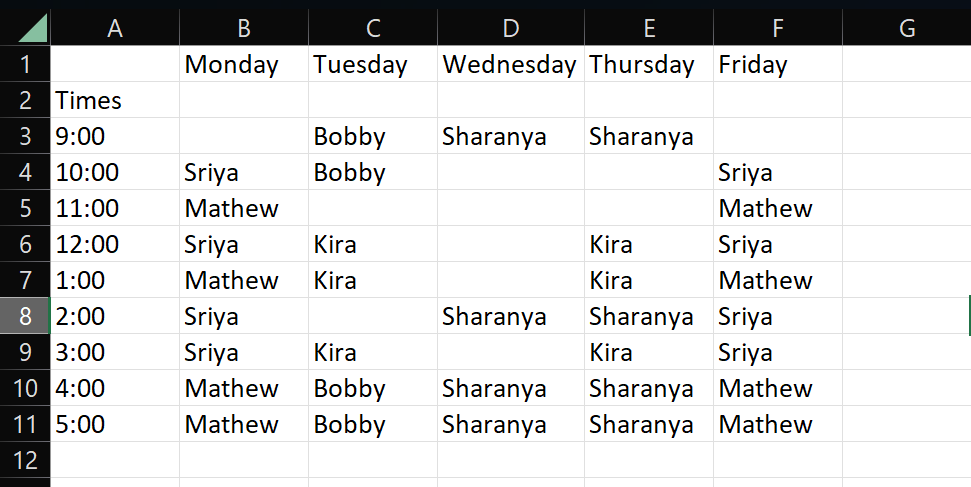 A B C D E F G
1 Monday Tuesday Wednesday Thursday Friday
2 Times
3 9:00 Bobby Sharanya Sharanya
4 10:00 Sriya Bobby Sriya
5 11:00 Mathew Mathew
6 12:00 Sriya Kira Kira Sriya
7 1:00 Mathew Kira Kira Mathew
8 2:00 Sriya Sharanya Sharanya Sriya
9 3:00 Sriya Kira Kira Sriya
10 4:00 Mathew Bobby Sharanya Sharanya Mathew
11 5:00 Mathew Bobby Sharanya Sharanya Mathew
12